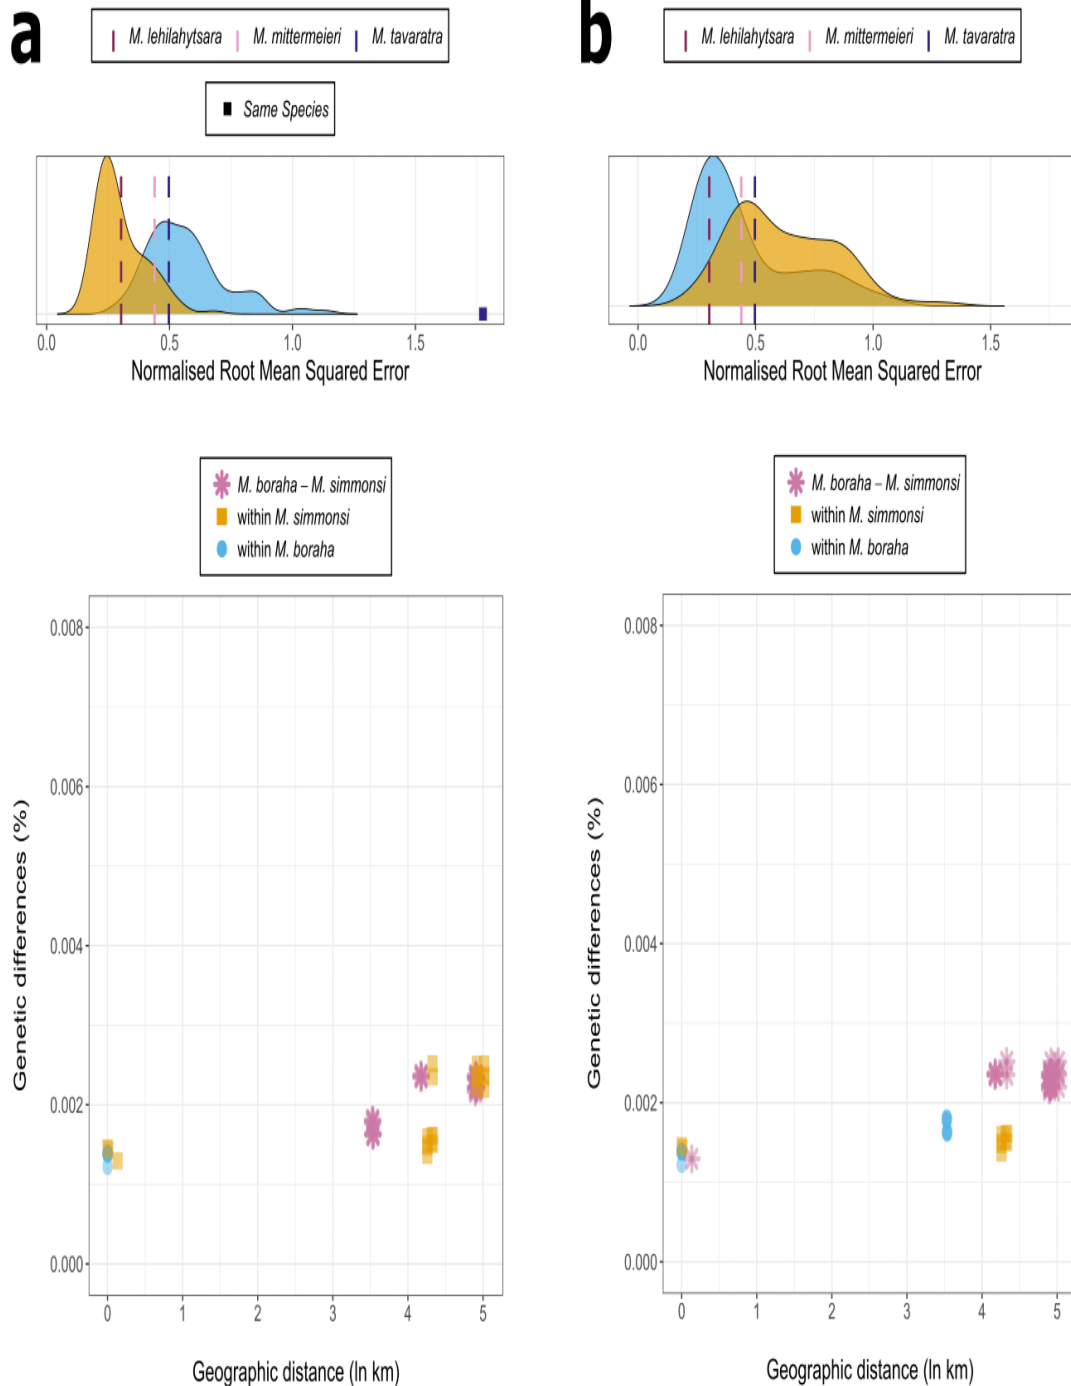 a
M. lehilahytsara M. mittermeieri M. tavaratra
Same Species
0.0 0.5 1.0 1.5
Normalised Root Mean Squared Error
M. boraha – M. simmonsi
within M. simmonsi
within M. boraha
0.008
0.006
0.004
0.002
0.000
Genetic differences (%)
0 1 2 3 4 5
Geographic distance (ln km)
b
M. lehilahytsara M. mittermeieri M. tavaratra
0.0 0.5 1.0 1.5
Normalised Root Mean Squared Error
M. boraha – M. simmonsi
within M. simmonsi
within M. boraha
0.008
0.006
0.004
0.002
0.000
Genetic differences (%)
0 1 2 3 4 5
Geographic distance (ln km)